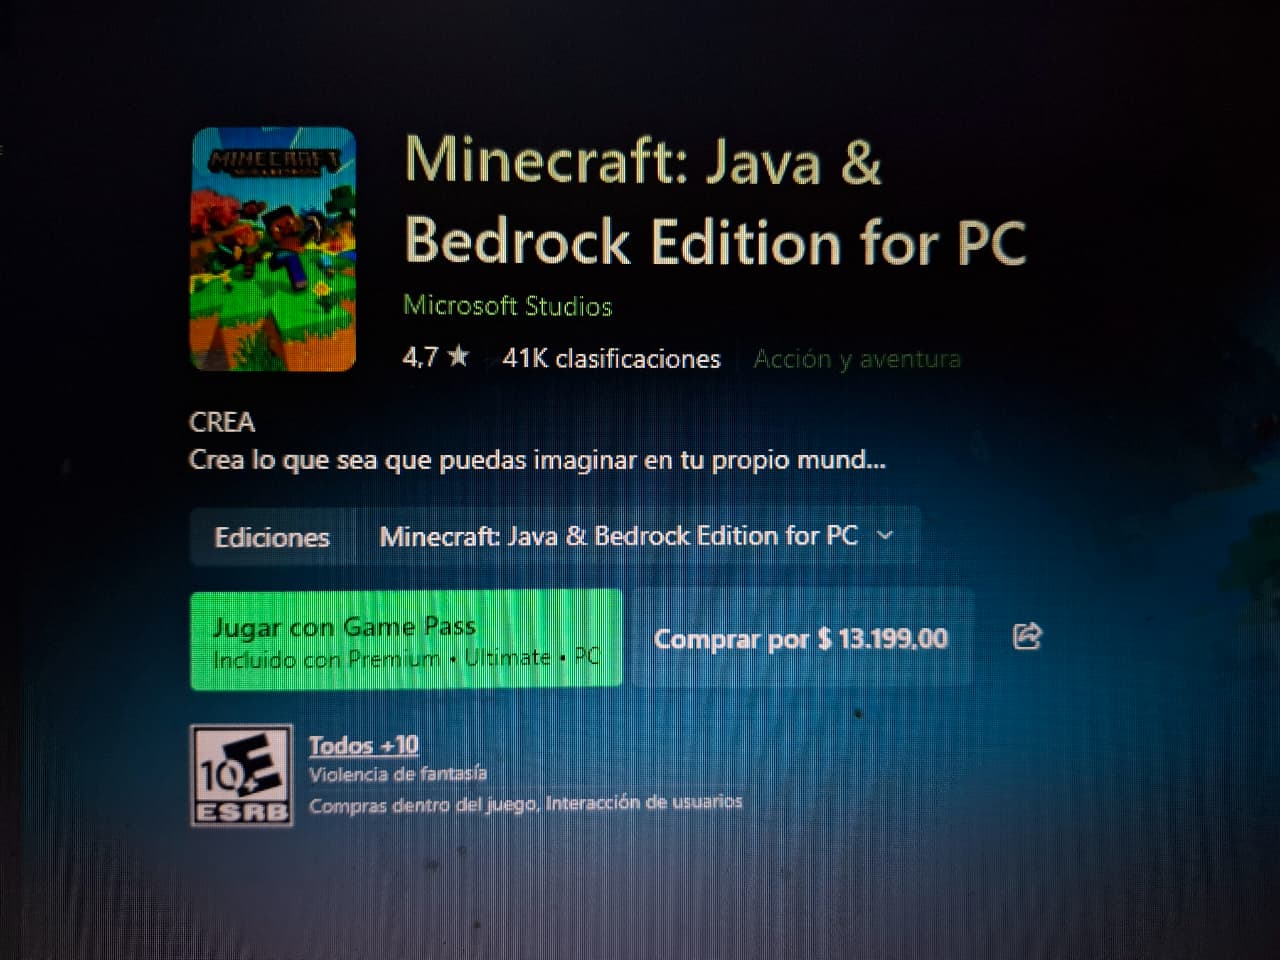 MINECRAFT
Minecraft: Java &
Bedrock Edition for PC
Microsoft Studios
4,7 ★ 41K clasificaciones Acción y aventura
CREA
Crea lo que sea que puedas imaginar en tu propio mund...
Ediciones Minecraft: Java & Bedrock Edition for PC
Jugar con Game Pass
Incluido con Premium • Ultimate • PC
Comprar por $ 13.199,00
10+ E
ESRB
Todos +10
Violencia de fantasía
Compras dentro del juego, Interacción de usuarios